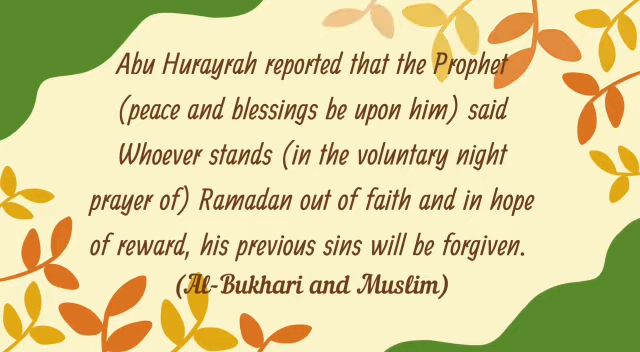 Abu Hurayrah reported that the Prophet
(peace and blessings be upon him) said
Whoever stands (in the voluntary night
prayer of) Ramadan out of faith and in hope
of reward, his previous sins will be forgiven.
(Al-Bukhari and Muslim)